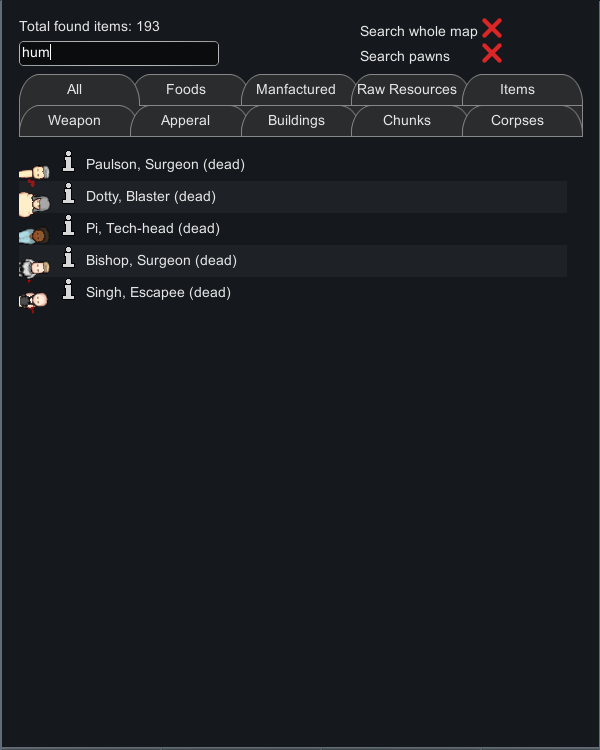 Total found items: 193
hum
Search whole map
Search pawns
All Foods Manfactured Raw Resources Items
Weapon Apperal Buildings Chunks Corpses
Paulson, Surgeon (dead)
Dotty, Blaster (dead)
Pi, Tech-head (dead)
Bishop, Surgeon (dead)
Singh, Escapee (dead)